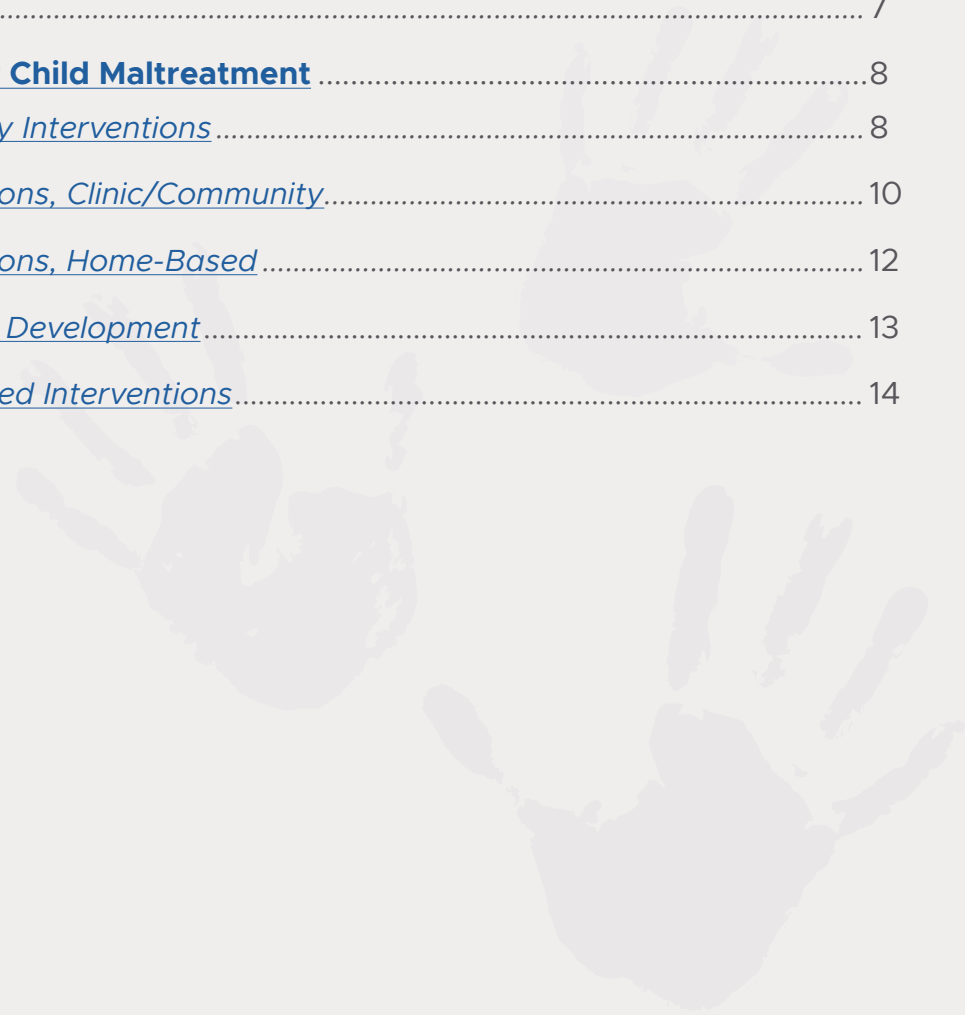 ............................................................................................................ 7
Child Maltreatment ....................................................................8
y Interventions................................................................................ 8
ons, Clinic/Community.................................................................. 10
ons, Home-Based ........................................................................... 12
Development................................................................................. 13
ed Interventions............................................................................. 14